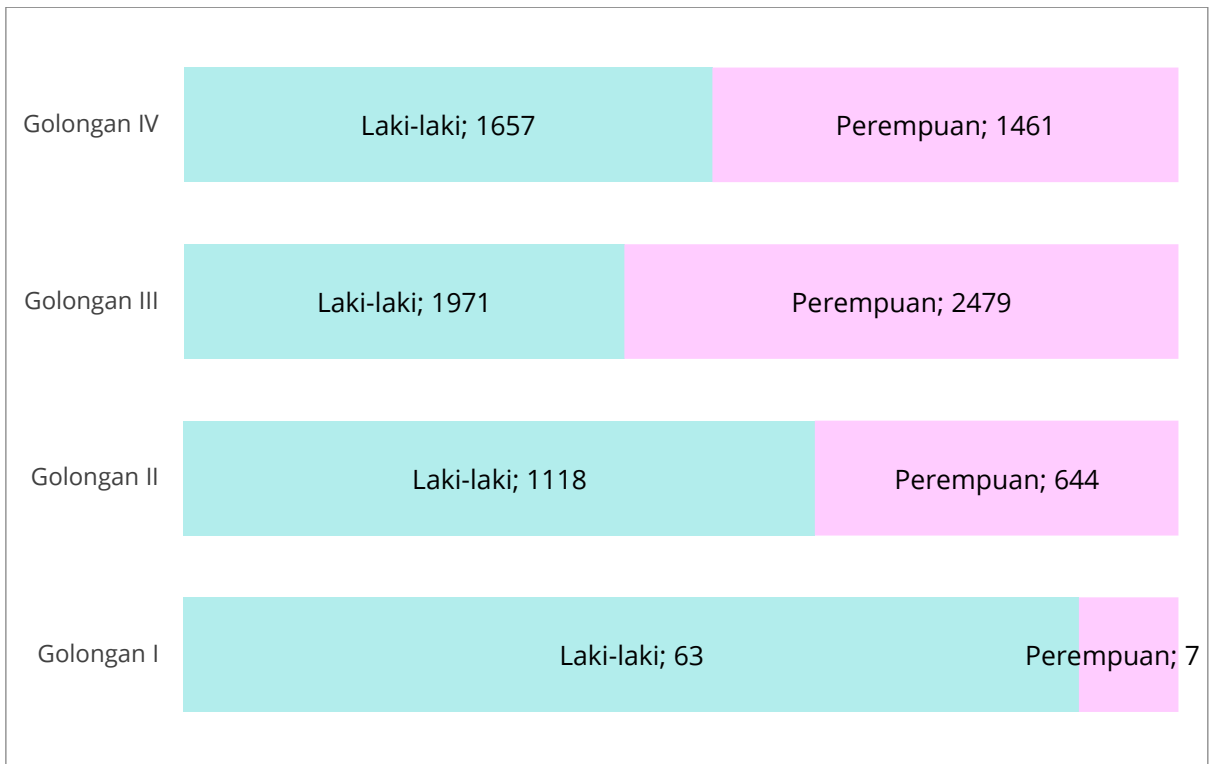 Golongan IV
Laki-laki; 1657
Perempuan; 1461
Golongan III
Laki-laki; 1971
Perempuan; 2479
Golongan II
Laki-laki; 1118
Perempuan; 644
Golongan I
Laki-laki; 63
Perempuan; 7